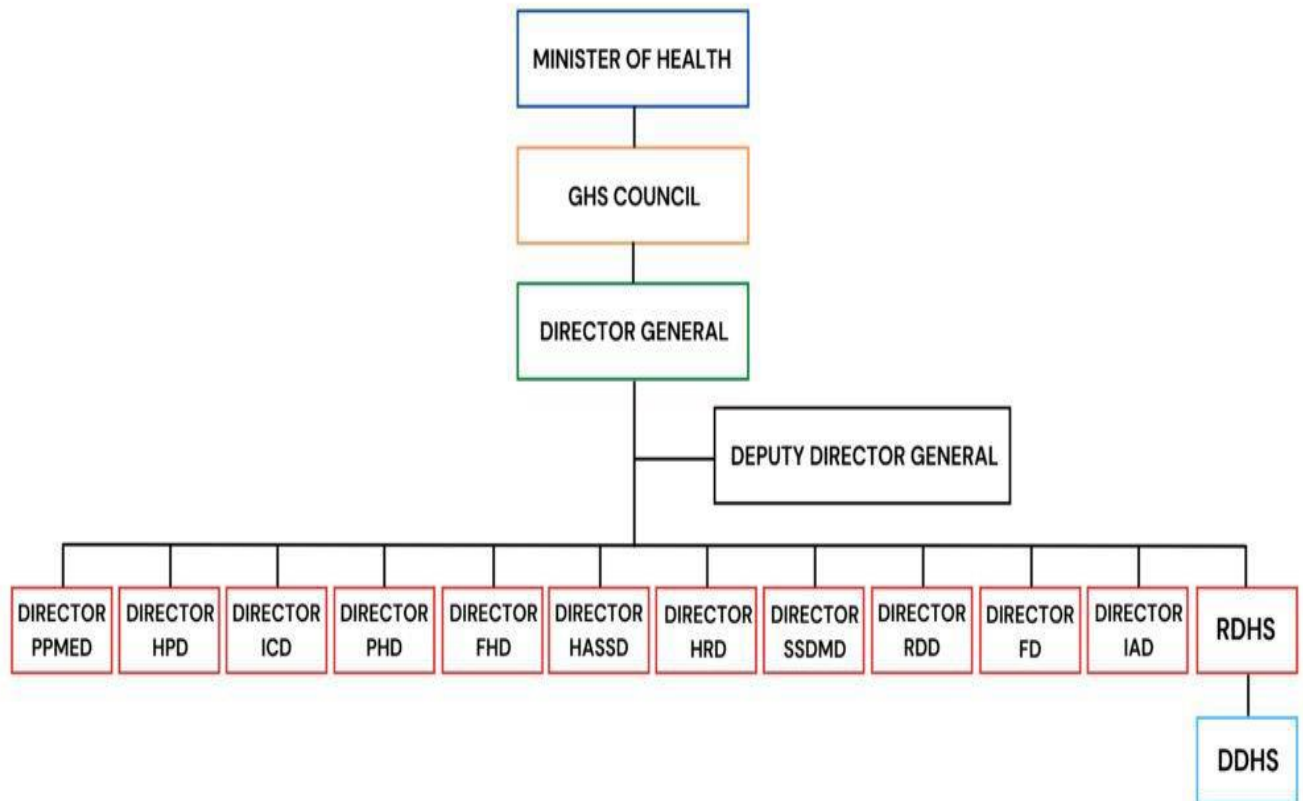 MINISTER OF HEALTH
GHS COUNCIL
DIRECTOR GENERAL
DEPUTY DIRECTOR GENERAL
DIRECTOR
PPMED
DIRECTOR
HPD
DIRECTOR
ICD
DIRECTOR
PHD
DIRECTOR
FHD
DIRECTOR
HASSD
DIRECTOR
HRD
DIRECTOR
SSDMD
DIRECTOR
RDD
DIRECTOR
FD
DIRECTOR
IAD
RDHS
DDHS